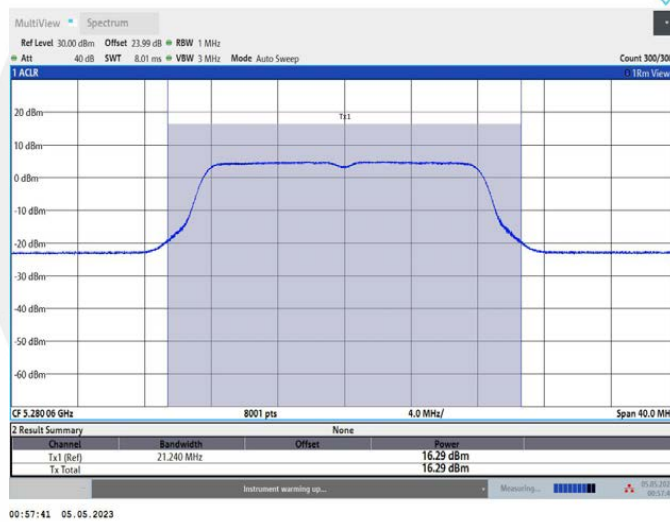 MultiView Spectrum
Ref Level 30.00 dBm Offset 23.99 dB RBW 1 MHz
Att 40 dB SWT 8.01 ms VBW 3 MHz Mode Auto Sweep Count 300/300
1 ACLR 1Rm View
Tx1
20 dBm
10 dBm
0 dBm
-10 dBm
-20 dBm
-30 dBm
-40 dBm
-50 dBm
-60 dBm
CF 5.28006 GHz 8001 pts 4.0 MHz/ Span 40.0 MH
2 Result Summary None
Channel Bandwidth Offset Power
Tx1 (Ref) 21.240 MHz 16.29 dBm
Tx Total 16.29 dBm
Instrument warming up... Measuring... 05.05.202
00:57:4
00:57:41 05.05.2023